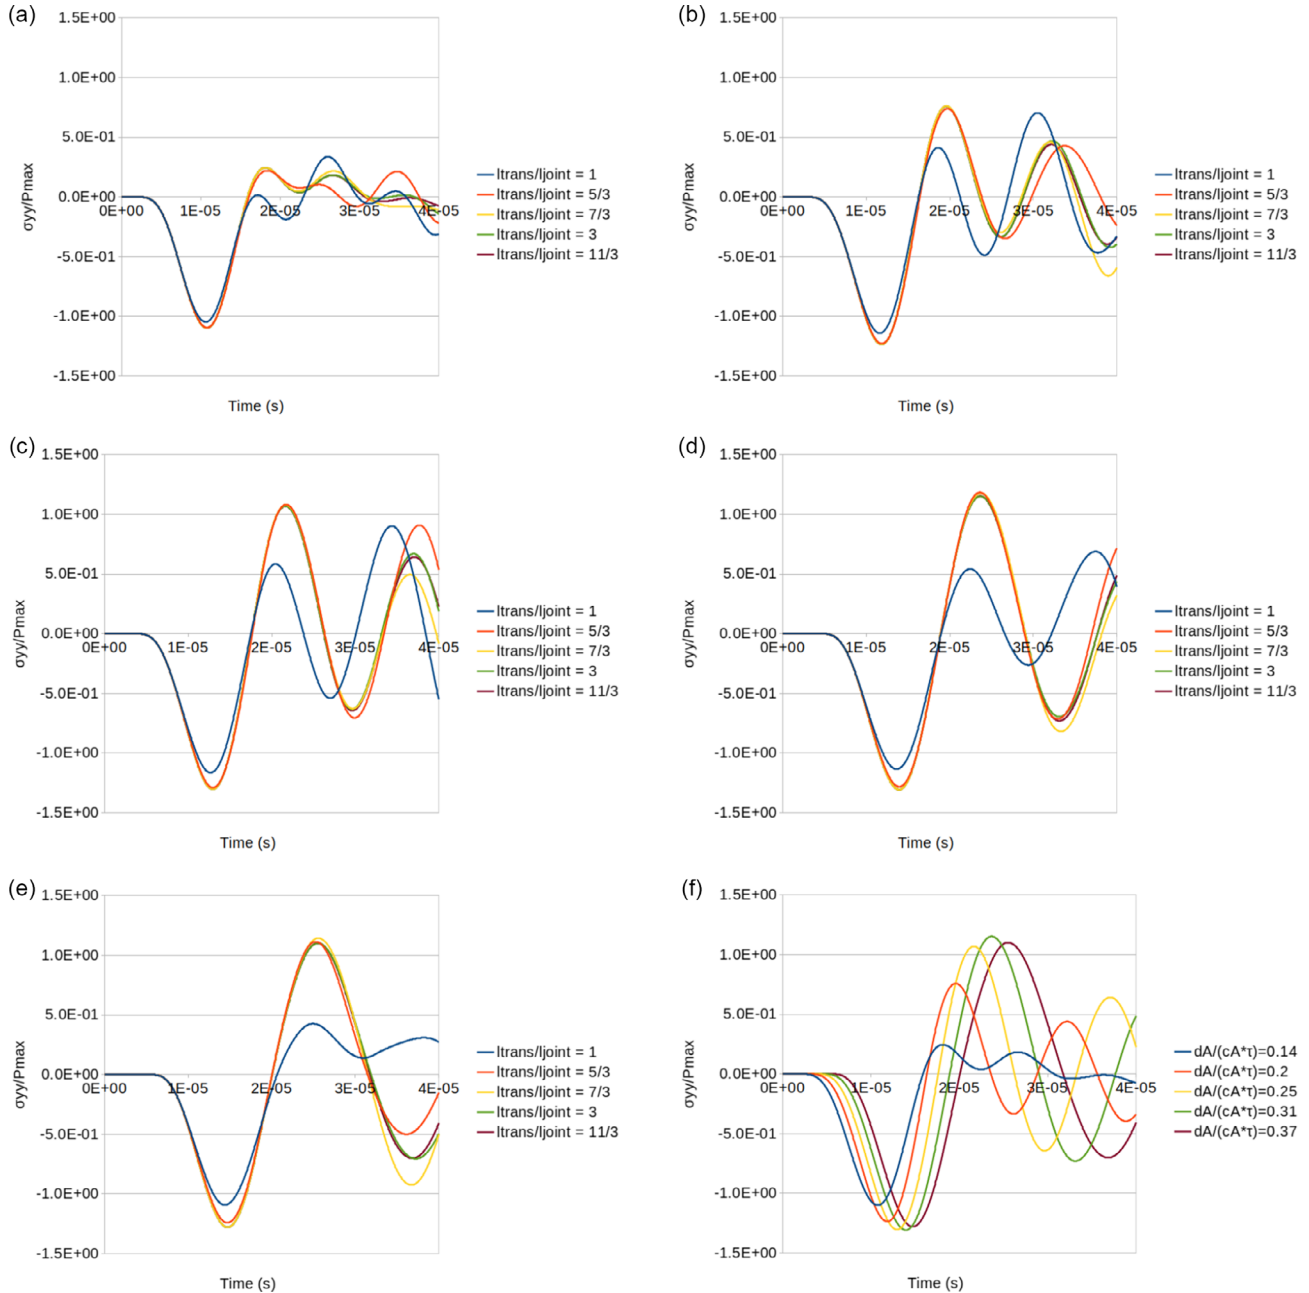 (a)
1.5E+00
1.0E+00
5.0E-01
0.0E+00
-5.0E-01
-1.0E+00
-1.5E+00
0E+00 1E-05 2E-05 3E-05 4E-05
σyy/Pmax
Time (s)
ltrans/ljoint = 1
ltrans/ljoint = 5/3
ltrans/ljoint = 7/3
ltrans/ljoint = 3
ltrans/ljoint = 11/3
(b)
1.5E+00
1.0E+00
5.0E-01
0.0E+00
-5.0E-01
-1.0E+00
-1.5E+00
0E+00 1E-05 2E-05 3E-05 4E-05
σyy/Pmax
Time (s)
ltrans/ljoint = 1
ltrans/ljoint = 5/3
ltrans/ljoint = 7/3
ltrans/ljoint = 3
ltrans/ljoint = 11/3
(c)
1.5E+00
1.0E+00
5.0E-01
0.0E+00
-5.0E-01
-1.0E+00
-1.5E+00
0E+00 1E-05 2E-05 3E-05 4E-05
σyy/Pmax
Time (s)
ltrans/ljoint = 1
ltrans/ljoint = 5/3
ltrans/ljoint = 7/3
ltrans/ljoint = 3
ltrans/ljoint = 11/3
(d)
1.5E+00
1.0E+00
5.0E-01
0.0E+00
-5.0E-01
-1.0E+00
-1.5E+00
0E+00 1E-05 2E-05 3E-05 4E-05
σyy/Pmax
Time (s)
ltrans/ljoint = 1
ltrans/ljoint = 5/3
ltrans/ljoint = 7/3
ltrans/ljoint = 3
ltrans/ljoint = 11/3
(e)
1.5E+00
1.0E+00
5.0E-01
0.0E+00
-5.0E-01
-1.0E+00
-1.5E+00
0E+00 1E-05 2E-05 3E-05 4E-05
σyy/Pmax
Time (s)
ltrans/ljoint = 1
ltrans/ljoint = 5/3
ltrans/ljoint = 7/3
ltrans/ljoint = 3
ltrans/ljoint = 11/3
(f)
1.5E+00
1.0E+00
5.0E-01
0.0E+00
-5.0E-01
-1.0E+00
-1.5E+00
0E+00 1E-05 2E-05 3E-05 4E-05
σyy/Pmax
Time (s)
dA/(cA*τ)=0.14
dA/(cA*τ)=0.2
dA/(cA*τ)=0.25
dA/(cA*τ)=0.31
dA/(cA*τ)=0.37